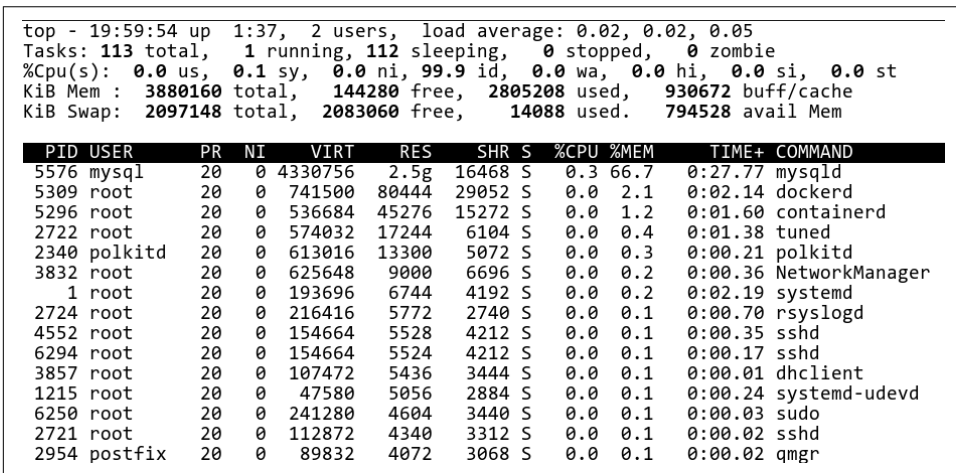 top - 19:59:54 up  1:37,  2 users,  load average: 0.02, 0.02, 0.05
Tasks: 113 total,   1 running, 112 sleeping,   0 stopped,   0 zombie
%Cpu(s):  0.0 us,  0.1 sy,  0.0 ni, 99.9 id,  0.0 wa,  0.0 hi,  0.0 si,  0.0 st
KiB Mem :  3880160 total,   144280 free,  2805208 used,   930672 buff/cache
KiB Swap:  2097148 total,  2083060 free,    14088 used.   794528 avail Mem
PID USER      PR  NI    VIRT    RES    SHR S  %CPU %MEM     TIME+ COMMAND
5576 mysql     20   0 4330756   2.5g  16468 S   0.3 66.7   0:27.77 mysqld
5309 root      20   0  741500  80444  29052 S   0.0  2.1   0:02.14 dockerd
5296 root      20   0  536684  45276  15272 S   0.0  1.2   0:01.60 containerd
2722 root      20   0  574032  17244   6104 S   0.0  0.4   0:01.38 tuned
2340 polkitd   20   0  613016  13300   5072 S   0.0  0.3   0:00.21 polkitd
3832 root      20   0  625648   9000   6696 S   0.0  0.2   0:00.36 NetworkManager
1 root      20   0  193696   6744   4192 S   0.0  0.2   0:02.19 systemd
2724 root      20   0  216416   5772   2740 S   0.0  0.1   0:00.70 rsyslogd
4552 root      20   0  154664   5528   4212 S   0.0  0.1   0:00.35 sshd
6294 root      20   0  154664   5524   4212 S   0.0  0.1   0:00.17 sshd
3857 root      20   0  107472   5436   3444 S   0.0  0.1   0:00.01 dhclient
1215 root      20   0   47580   5056   2884 S   0.0  0.1   0:00.24 systemd-udevd
6250 root      20   0  241280   4604   3440 S   0.0  0.1   0:00.03 sudo
2721 root      20   0  112872   4340   3312 S   0.0  0.1   0:00.02 sshd
2954 postfix   20   0   89832   4072   3068 S   0.0  0.1   0:00.02 qmgr